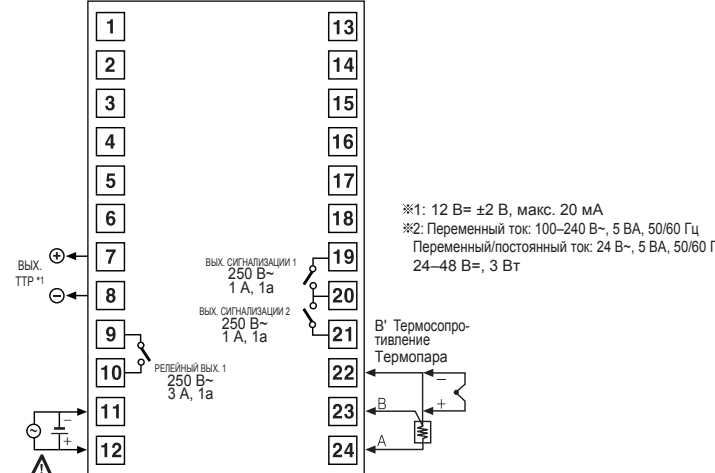 1
2
3
4
5
6
7
8
9
10
11
12
13
14
15
16
17
18
19
20
21
22
23
24
ВЫХ.
ТТР *1
+
−
РЕЛЕЙНЫЙ ВЫХ. 1
250 В~
3 А, 1a
−
+
ВЫХ. СИГНАЛИЗАЦИИ 1
250 В~
1 А, 1a
ВЫХ. СИГНАЛИЗАЦИИ 2
250 В~
1 А, 1a
B' Термосопро-
тивление
Термопара
−
+
B
A
※1: 12 В= ±2 В, макс. 20 мА
※2: Переменный ток: 100–240 В~, 5 ВА, 50/60 Гц
Переменный/постоянный ток: 24 В~, 5 ВА, 50/60 Г
24–48 В=, 3 Вт